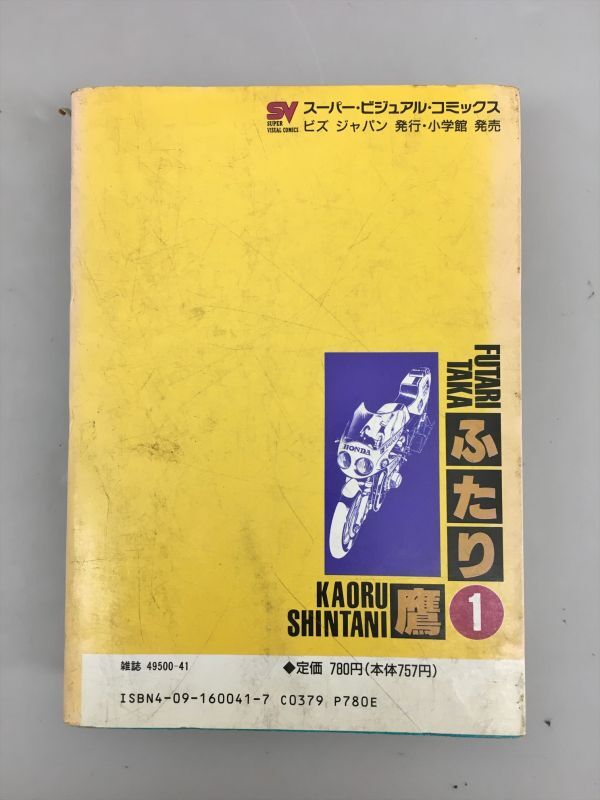 SV スーパー・ビジュアル・コミックス
SUPER
VISUAL COMICS
ビズ ジャパン 発行・小学館 発売
FUTARI
TAKA
ふたり
鷹
1
HONDA
KAORU
SHINTANI
雑誌 49500-41
◆定価 780円(本体757円)
ISBN4-09-160041-7 C0379 P780E